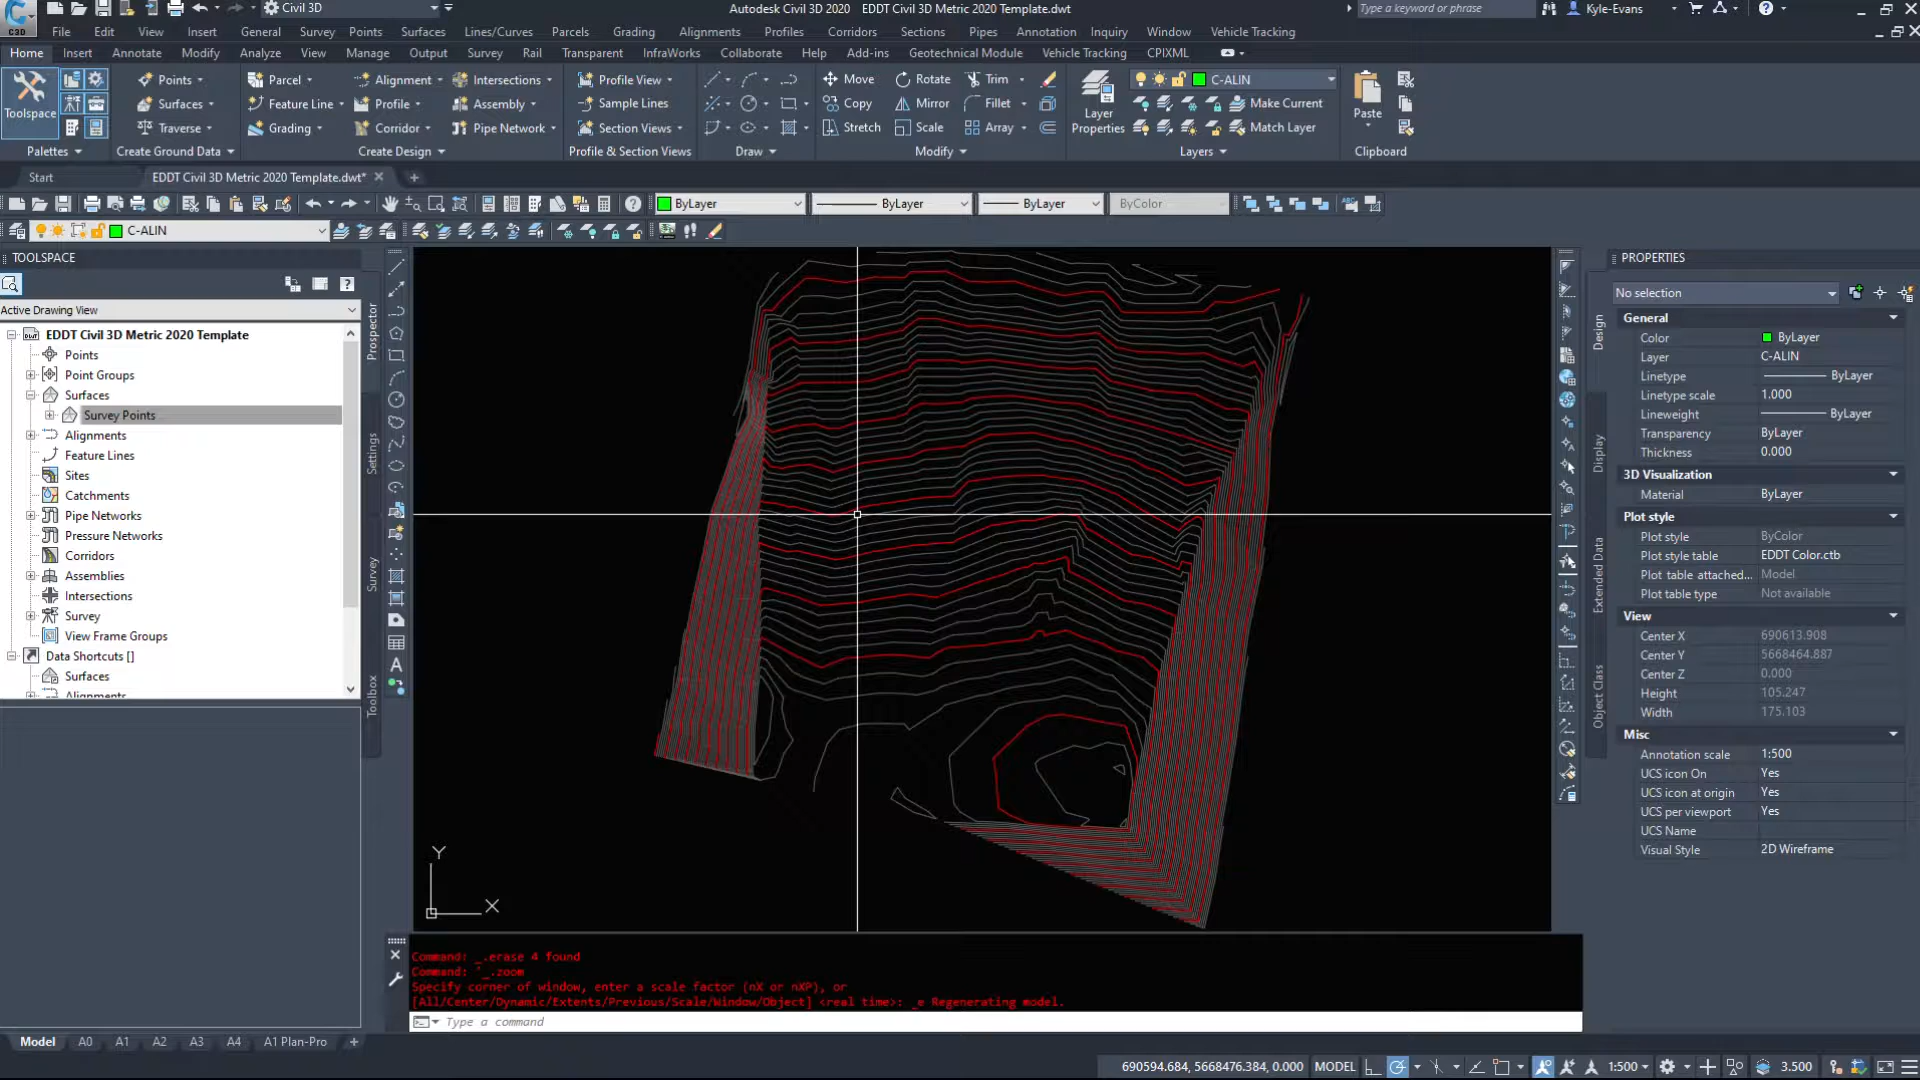 Civil 3D
Autodesk Civil 3D 2020 EDDT Civil 3D Metric 2020 Template.dwt
Type a keyword or phrase
Kyle-Evans
C3D
File Edit View Insert General Survey Points Surfaces Lines/Curves Parcels Grading Alignments Profiles Corridors Sections Pipes Annotation Inquiry Window Vehicle Tracking
Home Insert Annotate Modify Analyze View Manage Output Survey Rail Transparent InfraWorks Collaborate Help Add-ins Geotechnical Module Vehicle Tracking CPIXML
Points Parcel Alignment Intersections Profile View Move Rotate Trim C-ALIN
Toolspace
Surfaces Feature Line Profile Assembly Sample Lines Copy Mirror Fillet Make Current
Layer Properties
Paste
Traverse Grading Corridor Pipe Network Section Views Stretch Scale Array Match Layer
Palettes Create Ground Data Create Design Profile & Section Views Draw Modify Layers Clipboard
Start EDDT Civil 3D Metric 2020 Template.dwt*
ByLayer ByLayer ByLayer ByColor
C-ALIN
TOOLSPACE
Active Drawing View
EDDT Civil 3D Metric 2020 Template
Points
Point Groups
Surfaces
Survey Points
Alignments
Feature Lines
Sites
Catchments
Pipe Networks
Pressure Networks
Corridors
Assemblies
Intersections
Survey
View Frame Groups
Data Shortcuts []
Surfaces
Alignments
Prospector
Settings
Survey
Toolbox
Y
X
Command: _.erase 4 found
Command: '_.zoom
Specify corner of window, enter a scale factor (nX or nXP), or
[All/Center/Dynamic/Extents/Previous/Scale/Window/Object] <real time>: _e Regenerating model.
Type a command
PROPERTIES
No selection
Design
Display
Extended Data
Object Class
General
Color ByLayer
Layer C-ALIN
Linetype ByLayer
Linetype scale 1.000
Lineweight ByLayer
Transparency ByLayer
Thickness 0.000
3D Visualization
Material ByLayer
Plot style
Plot style ByColor
Plot style table EDDT Color.ctb
Plot table attached... Model
Plot table type Not available
View
Center X 690613.908
Center Y 5668464.887
Center Z 0.000
Height 105.247
Width 175.103
Misc
Annotation scale 1:500
UCS icon On Yes
UCS icon at origin Yes
UCS per viewport Yes
UCS Name
Visual Style 2D Wireframe
Model A0 A1 A2 A3 A4 A1 Plan-Pro
690594.684, 5668476.384, 0.000 MODEL 1:500 3.500